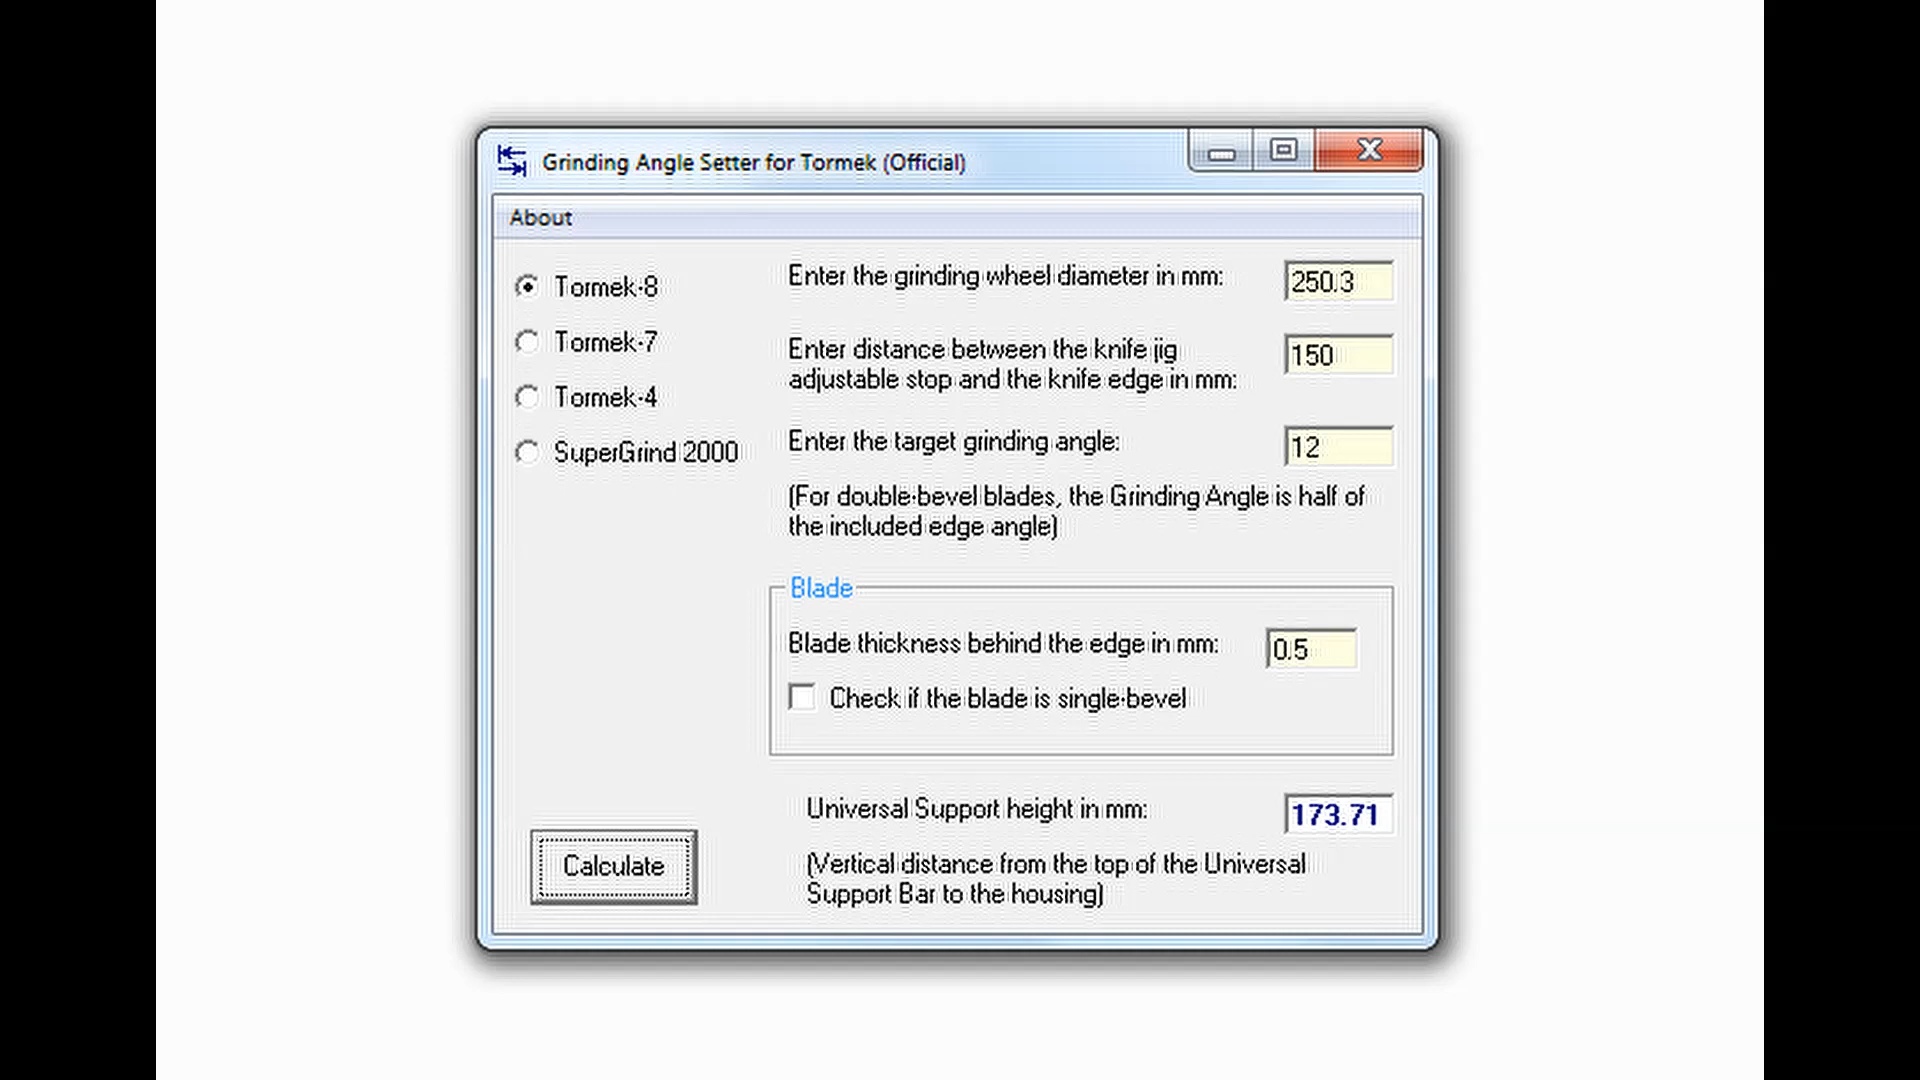 Grinding Angle Setter for Tormek (Official)
About
Tormek-8
Tormek-7
Tormek-4
SuperGrind 2000
Enter the grinding wheel diameter in mm:
250.3
Enter distance between the knife jig
adjustable stop and the knife edge in mm:
150
Enter the target grinding angle:
12
(For double-bevel blades, the Grinding Angle is half of
the included edge angle)
Blade
Blade thickness behind the edge in mm:
0.5
Check if the blade is single-bevel
Universal Support height in mm:
173.71
(Vertical distance from the top of the Universal
Support Bar to the housing)
Calculate